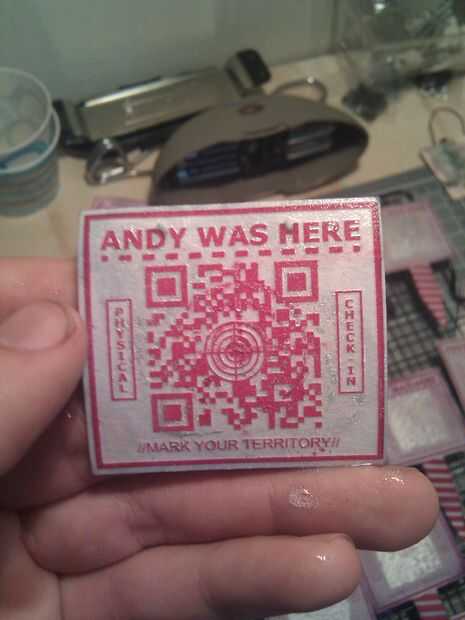 ANDY WAS HERE
PHYSICAL
CHECK-IN
//MARK YOUR TERRITORY//